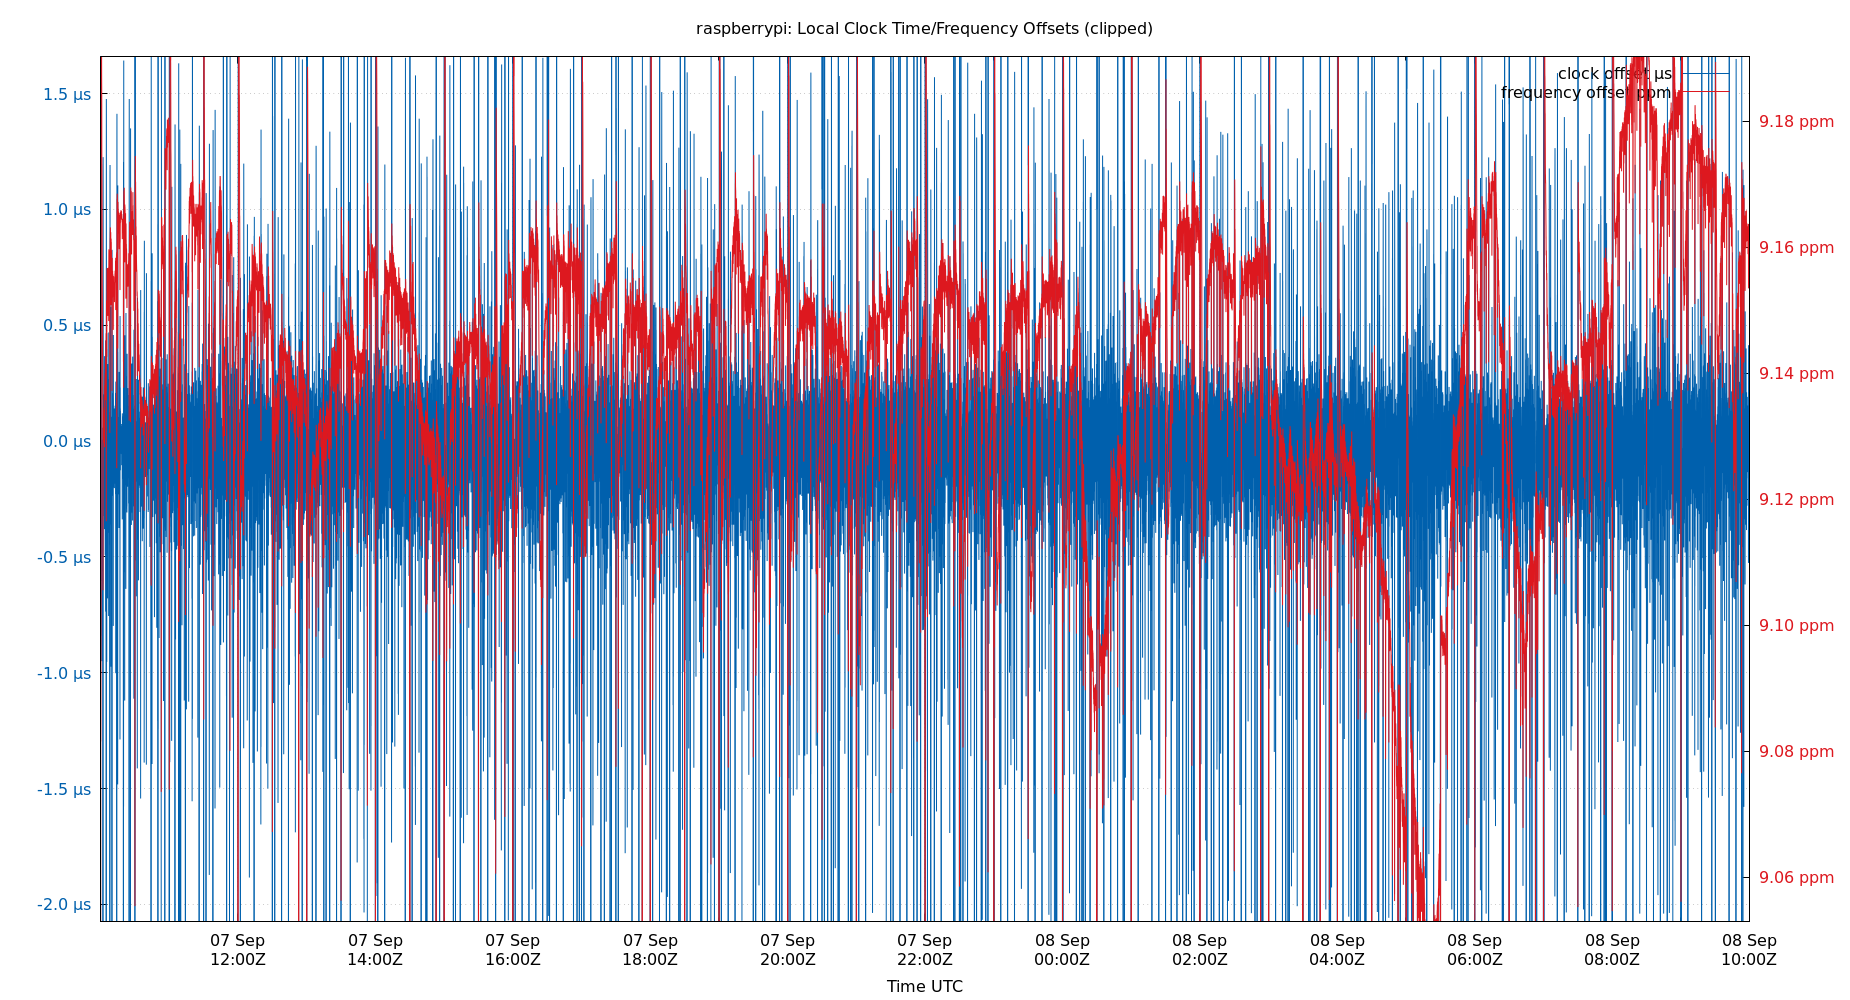 raspberrypi: Local Clock Time/Frequency Offsets (clipped)
clock offset µs
frequency offset ppm
1.5 µs
1.0 µs
0.5 µs
0.0 µs
-0.5 µs
-1.0 µs
-1.5 µs
-2.0 µs
9.18 ppm
9.16 ppm
9.14 ppm
9.12 ppm
9.10 ppm
9.08 ppm
9.06 ppm
07 Sep 07 Sep 07 Sep 07 Sep 07 Sep 07 Sep 08 Sep 08 Sep 08 Sep 08 Sep 08 Sep 08 Sep
12:00Z 14:00Z 16:00Z 18:00Z 20:00Z 22:00Z 00:00Z 02:00Z 04:00Z 06:00Z 08:00Z 10:00Z
Time UTC